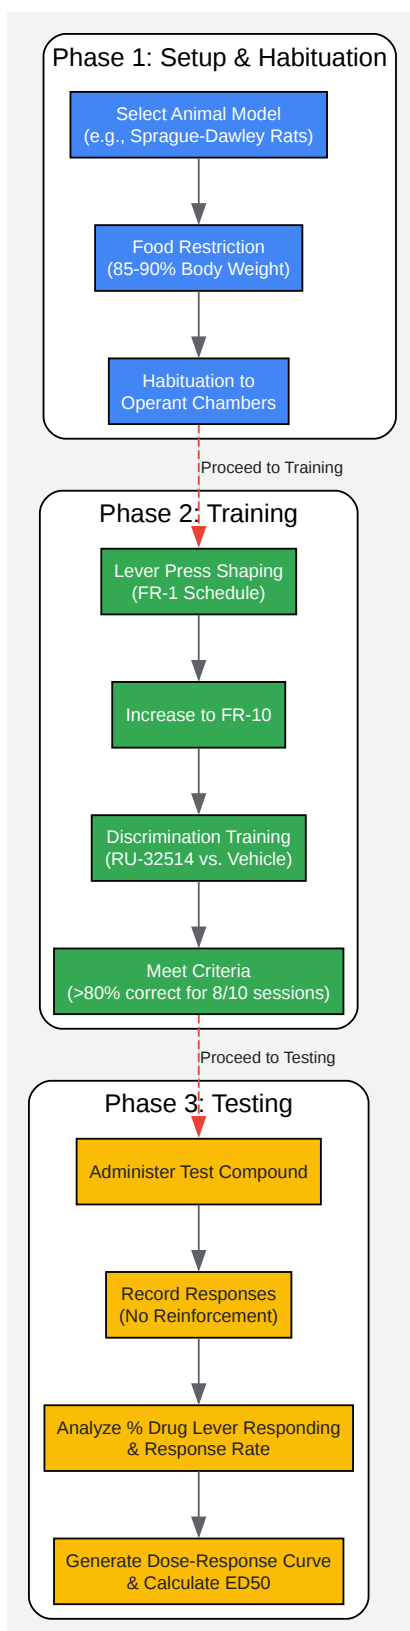 Phase 1: Setup & Habituation
Select Animal Model
(e.g., Sprague-Dawley Rats)
Food Restriction
(85-90% Body Weight)
Habituation to
Operant Chambers
Proceed to Training
Phase 2: Training
Lever Press Shaping
(FR-1 Schedule)
Increase to FR-10
Discrimination Training
(RU-32514 vs. Vehicle)
Meet Criteria
(>80% correct for 8/10 sessions)
Proceed to Testing
Phase 3: Testing
Administer Test Compound
Record Responses
(No Reinforcement)
Analyze % Drug Lever Responding
& Response Rate
Generate Dose-Response Curve
& Calculate ED50